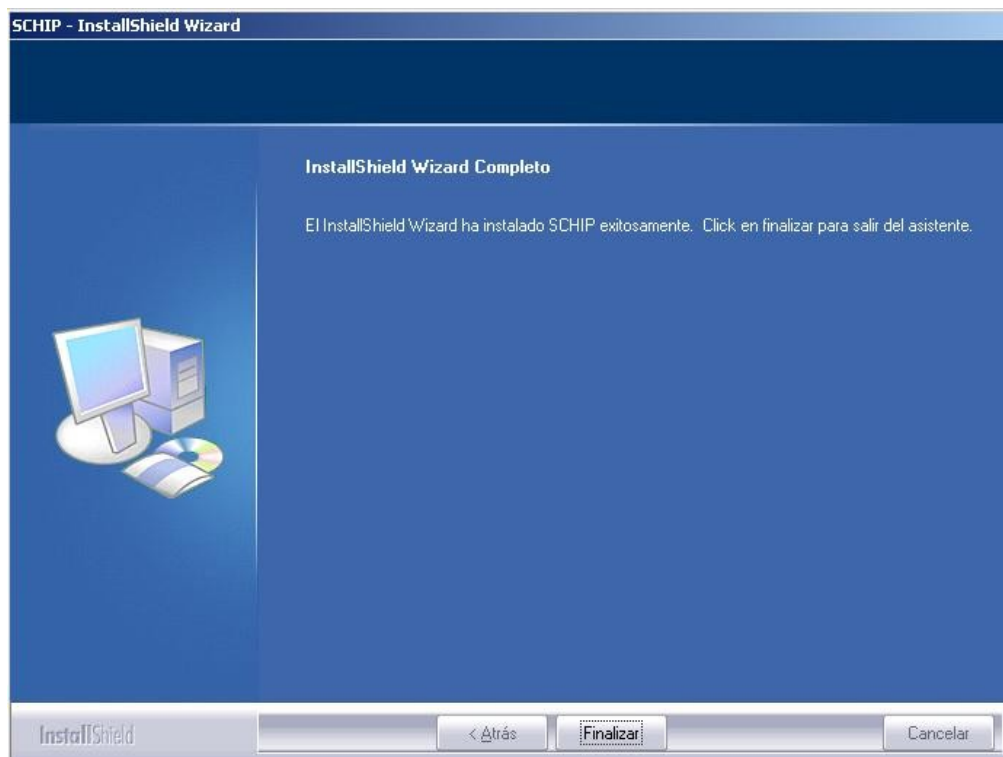 SCHIP - InstallShield Wizard
InstallShield Wizard Completo
El InstallShield Wizard ha instalado SCHIP exitosamente. Click en finalizar para salir del asistente.
InstallShield
< Atrás
Finalizar
Cancelar